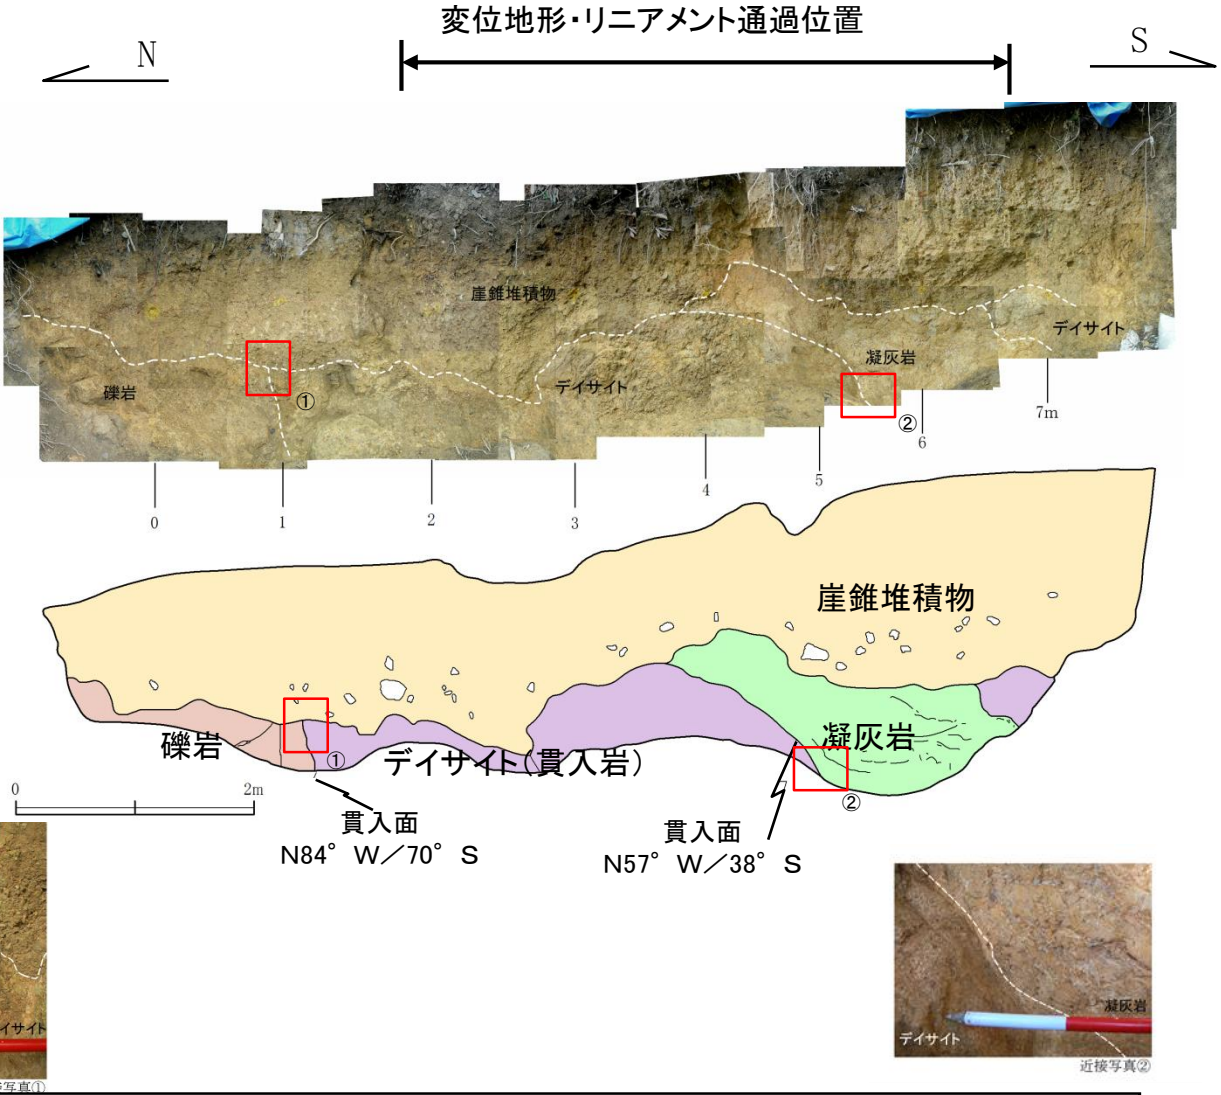 変位地形・リニアメント通過位置
N
S
崖錐堆積物
礫岩
①
デイサイト
凝灰岩
②
デイサイト
0
1
2
3
4
5
6
7m
崖錐堆積物
礫岩
①
デイサイト(貫入岩)
凝灰岩
②
0
2m
貫入面
N84°W／70°S
貫入面
N57°W／38°S
イサイト
写真①
凝灰岩
デイサイト
近接写真②